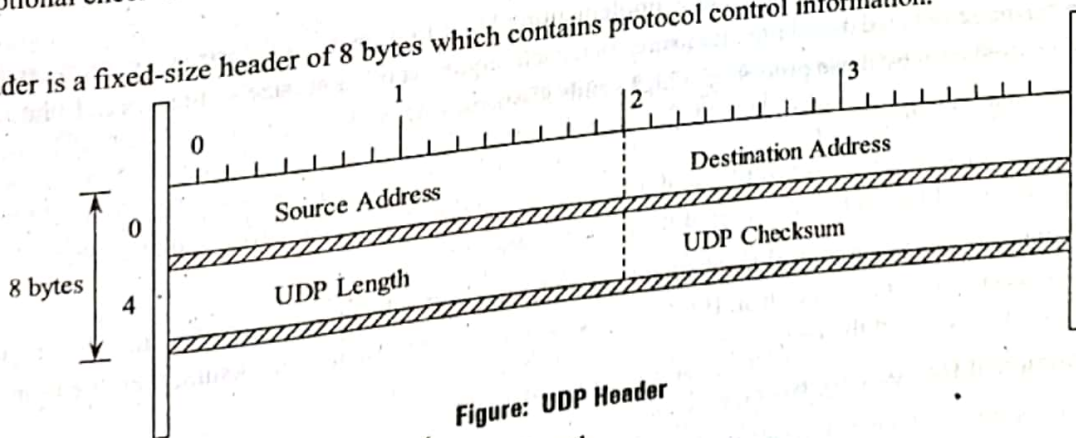 der is a fixed-size header of 8 bytes which contains protocol control information.
0 1 2 3
Source Address Destination Address
0
UDP Length UDP Checksum
8 bytes 4
Figure: UDP Header